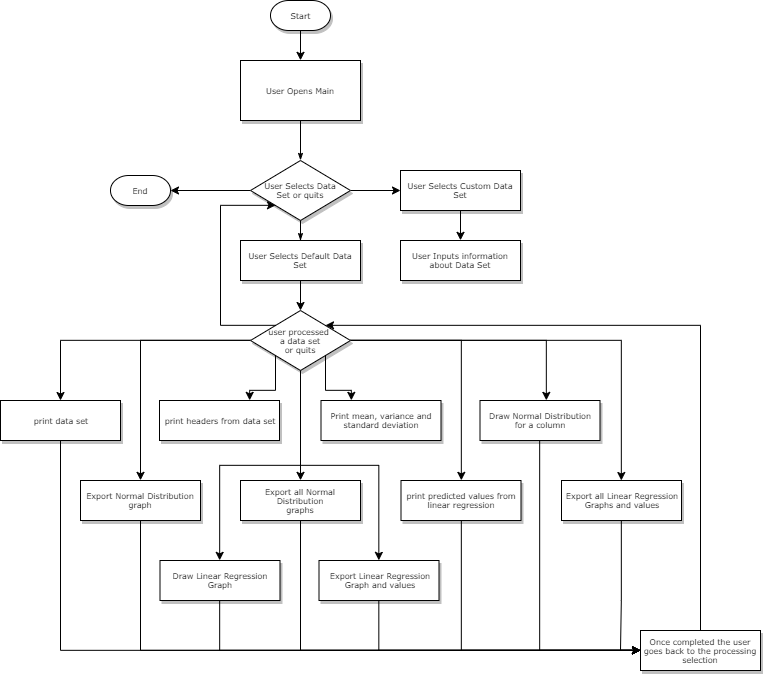 Start
User Opens Main
User Selects Data
Set or quits
End
User Selects Custom Data
Set
User Selects Default Data
Set
User Inputs information
about Data Set
user processed
a data set
or quits
print data set
print headers from data set
Print mean, variance and
standard deviation
Draw Normal Distribution
for a column
Export Normal Distribution
graph
Export all Normal
Distribution
graphs
print predicted values from
linear regression
Export all Linear Regression
Graphs and values
Draw Linear Regression
Graph
Export Linear Regression
Graph and values
Once completed the user
goes back to the processing
selection